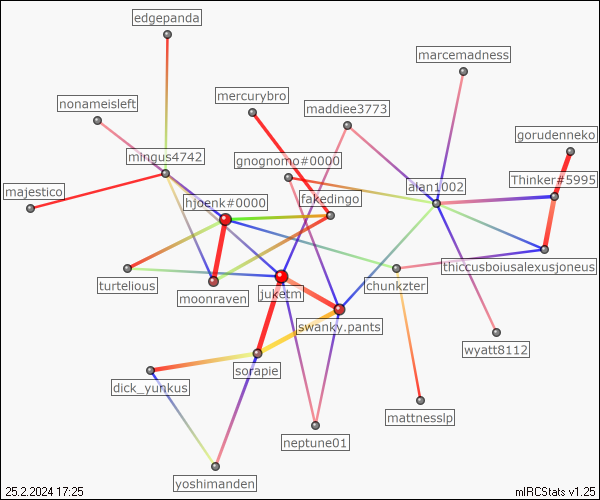 edgepanda
marcemadness
mercurybro
nonameisleft
maddiee3773
gorudenneko
mingus4742
gnognomo#0000
Thinker#5995
majestico
alan1002
fakedingo
hjoenk#0000
thiccusboiusalexusjoneus
turtelious
chunkzter
juketm
moonraven
swanky.pants
wyatt8112
sorapie
dick_yunkus
mattnesslp
neptune01
yoshimanden
25.2.2024 17:25
mIRCStats v1.25